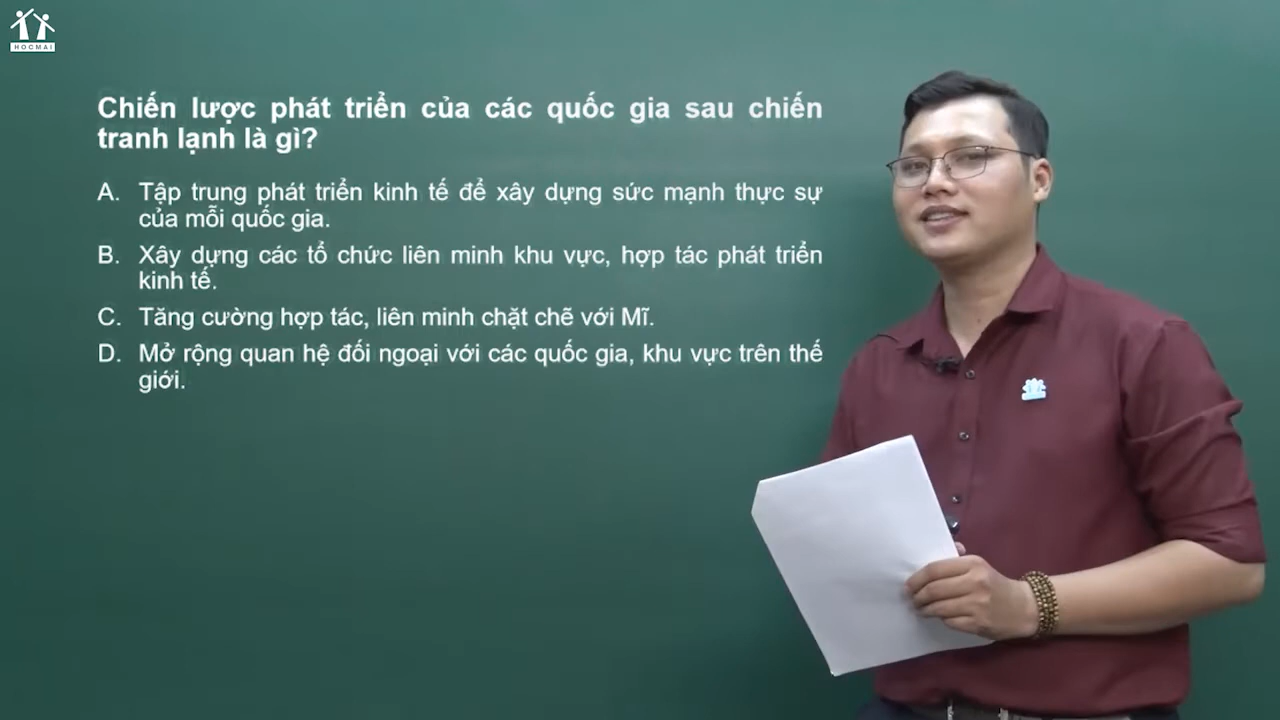 HOCMAI
Chiến lược phát triển của các quốc gia sau chiến
tranh lạnh là gì?
A. Tập trung phát triển kinh tế để xây dựng sức mạnh thực sự
của mỗi quốc gia.
B. Xây dựng các tổ chức liên minh khu vực, hợp tác phát triển
kinh tế.
C. Tăng cường hợp tác, liên minh chặt chẽ với Mĩ.
D. Mở rộng quan hệ đối ngoại với các quốc gia, khu vực trên thế
giới.